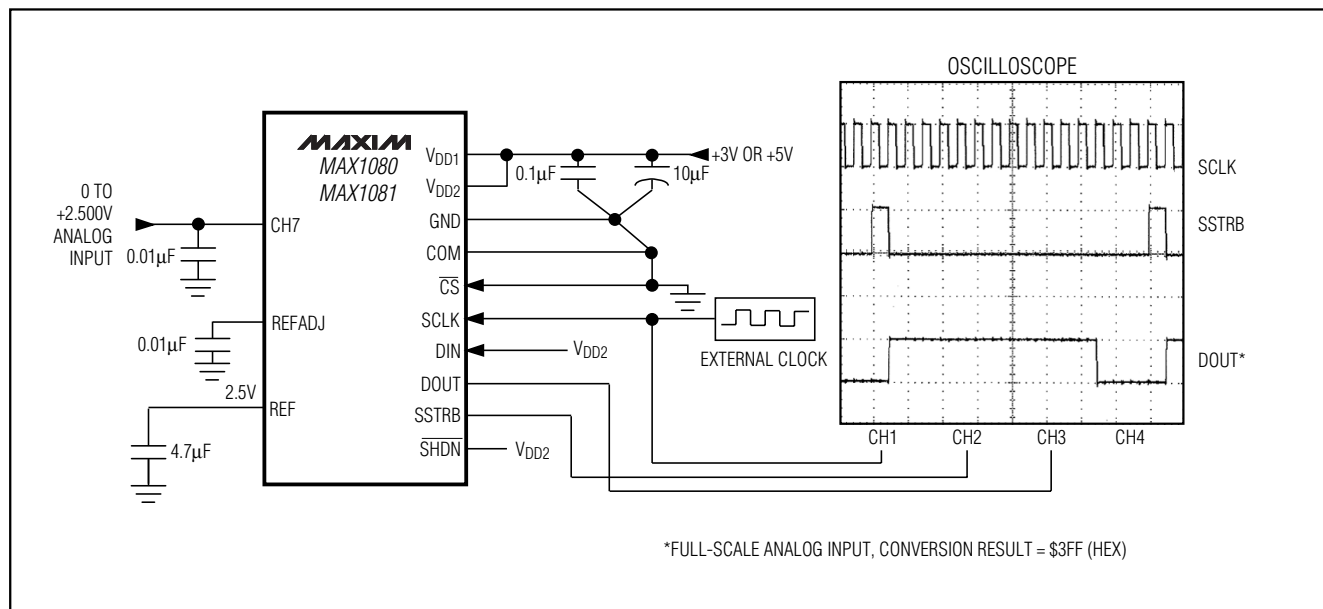 OSCILLOSCOPE
MAXIM
MAX1080
MAX1081
0 TO
+2.500V
ANALOG
INPUT
0.01µF
CH7
REFADJ
0.01µF
2.5V
REF
4.7µF
VDD1
VDD2
GND
COM
CS
SCLK
DIN
DOUT
SSTRB
SHDN
0.1µF
10µF
+3V OR +5V
EXTERNAL CLOCK
VDD2
VDD2
SCLK
SSTRB
DOUT*
CH1
CH2
CH3
CH4
*FULL-SCALE ANALOG INPUT, CONVERSION RESULT = $3FF (HEX)